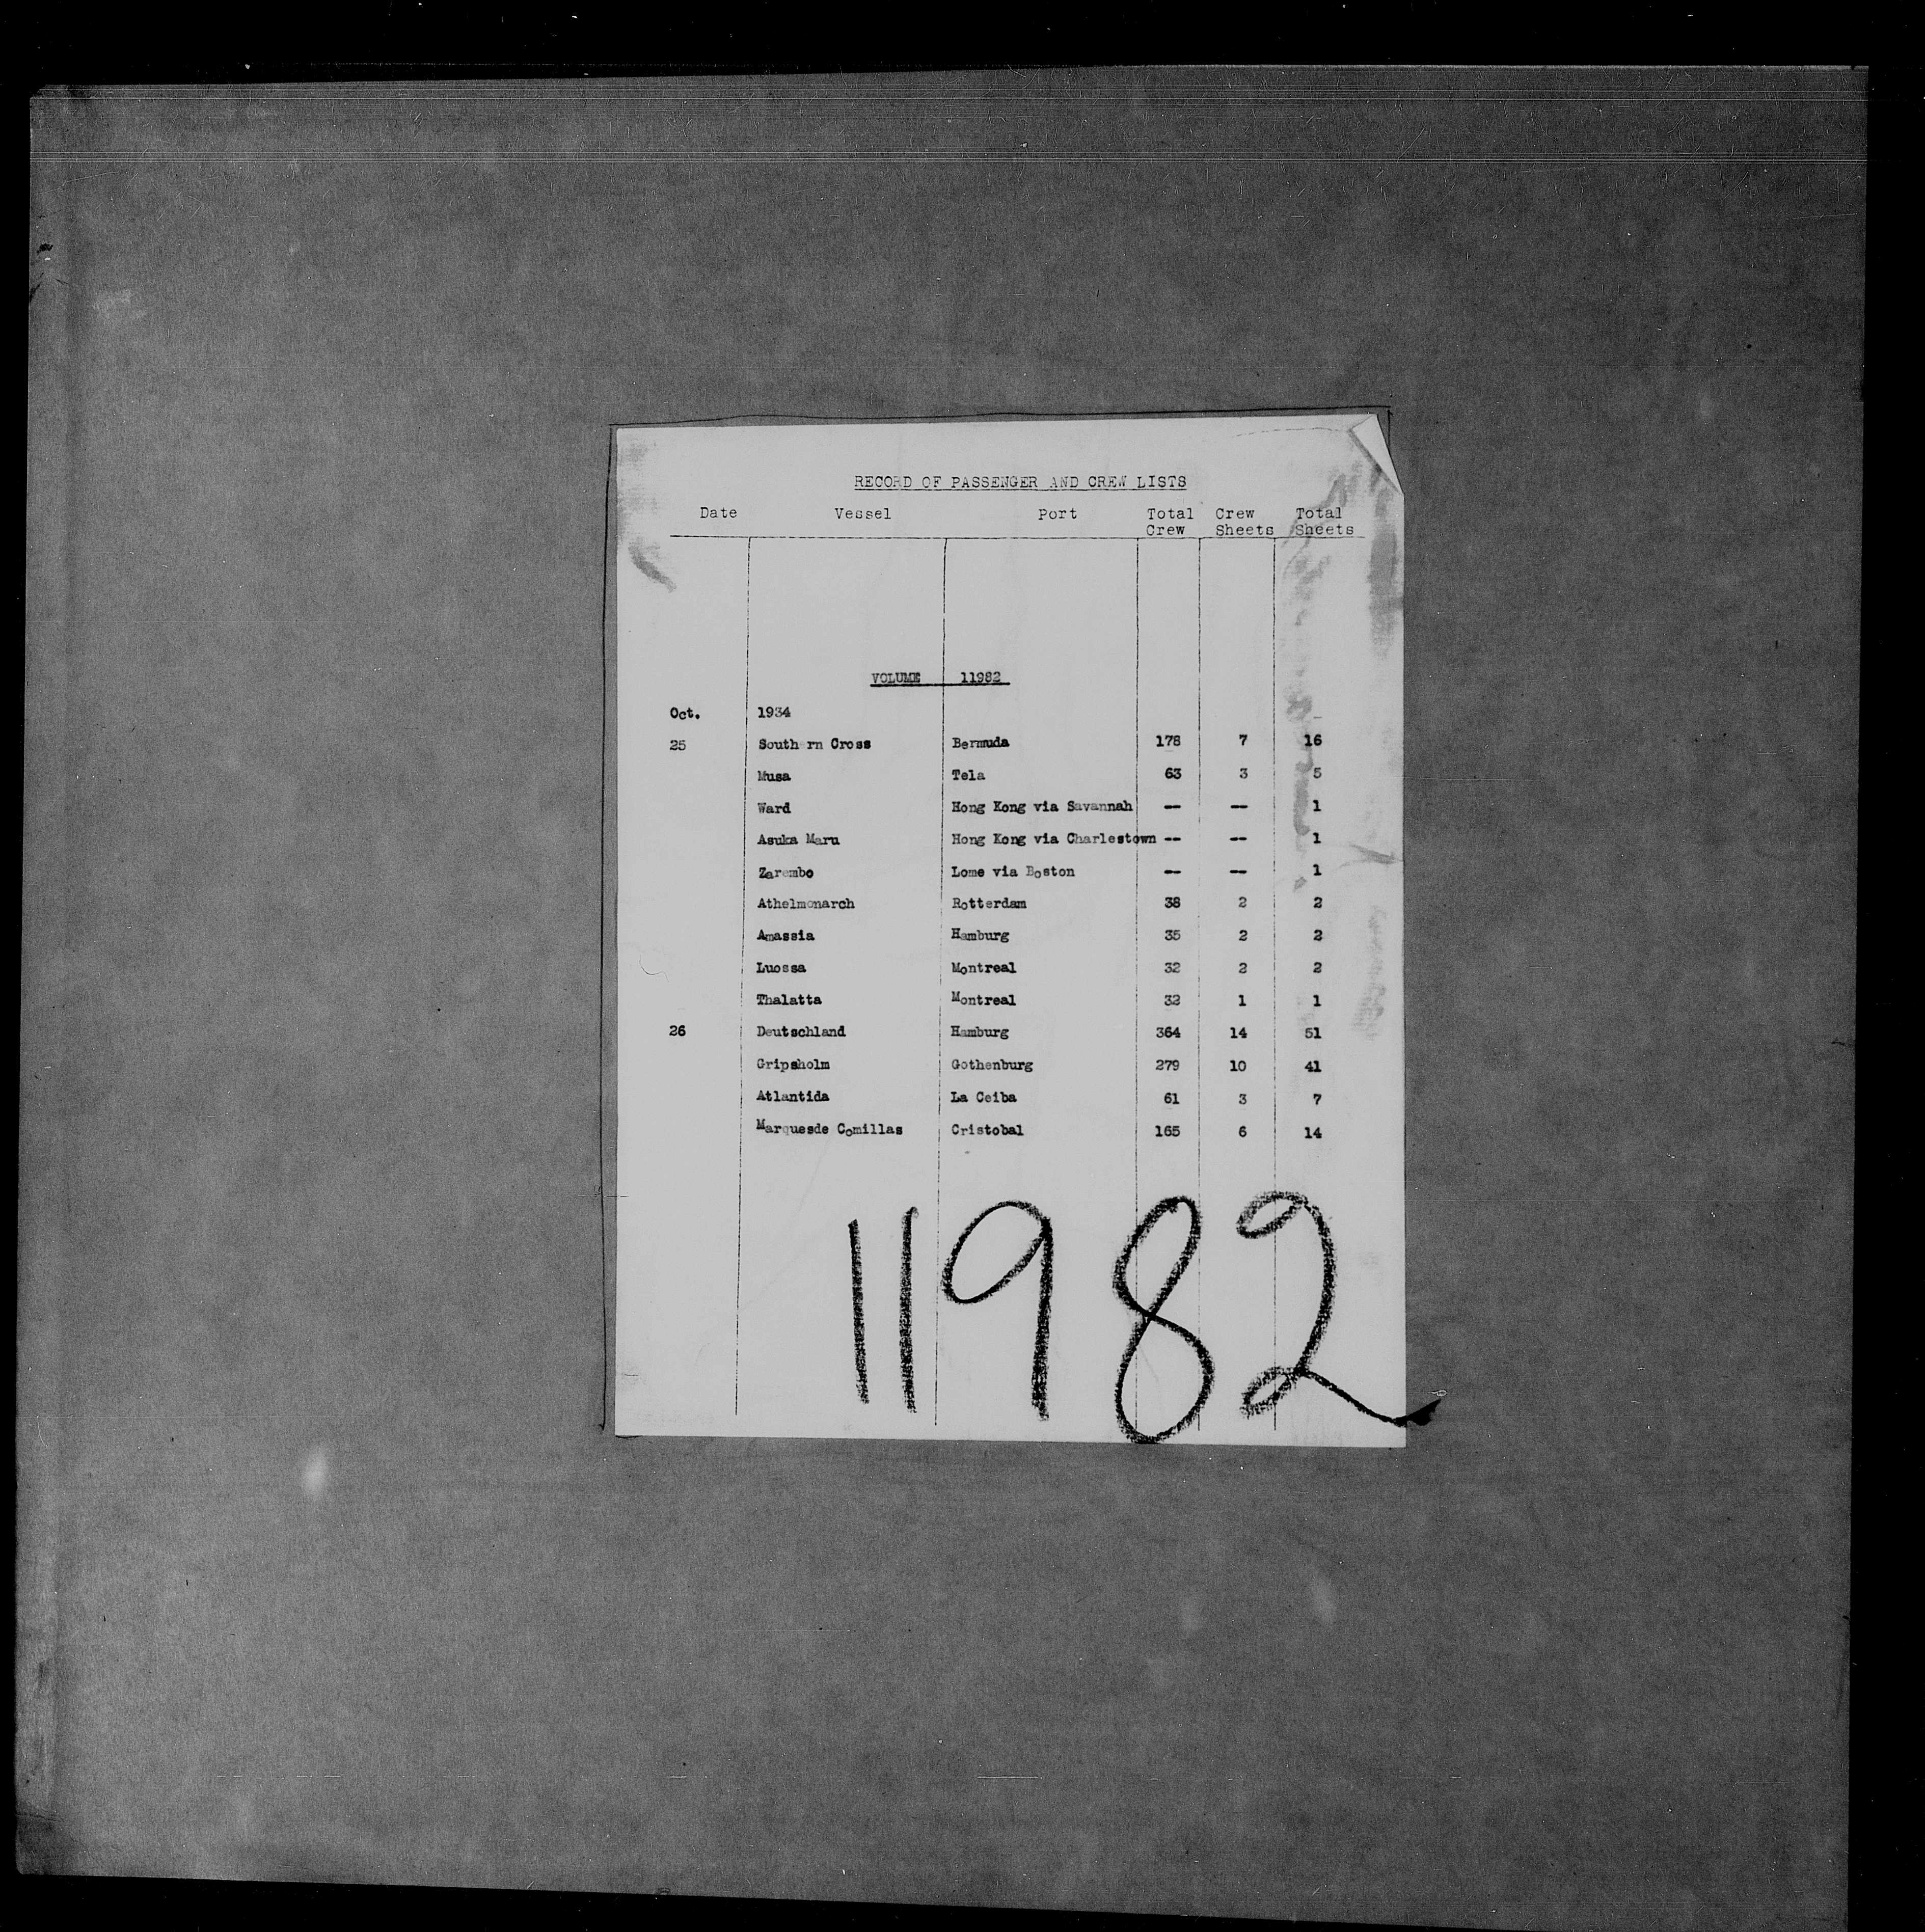 RECORD OF PASSENGER AND CREW LISTS
Date Vessel Port Total Crew Crew Sheets Total Sheets
VOLUME 11982
Oct. 1934
25 Southern Cross Bermuda 178 7 16
Musa Tela 63 3 5
Ward Hong Kong via Savannah -- -- 1
Asuka Maru Hong Kong via Charlestown -- -- 1
Zarembo Lome via Boston -- -- 1
Athelmonarch Rotterdam 38 2 2
Amassia Hamburg 35 2 2
Luossa Montreal 32 2 2
Thalatta Montreal 32 1 1
26 Deutschland Hamburg 364 14 51
Gripsholm Gothenburg 279 10 41
Atlantida La Ceiba 61 3 7
Marquesde Comillas Cristobal 165 6 14
11982